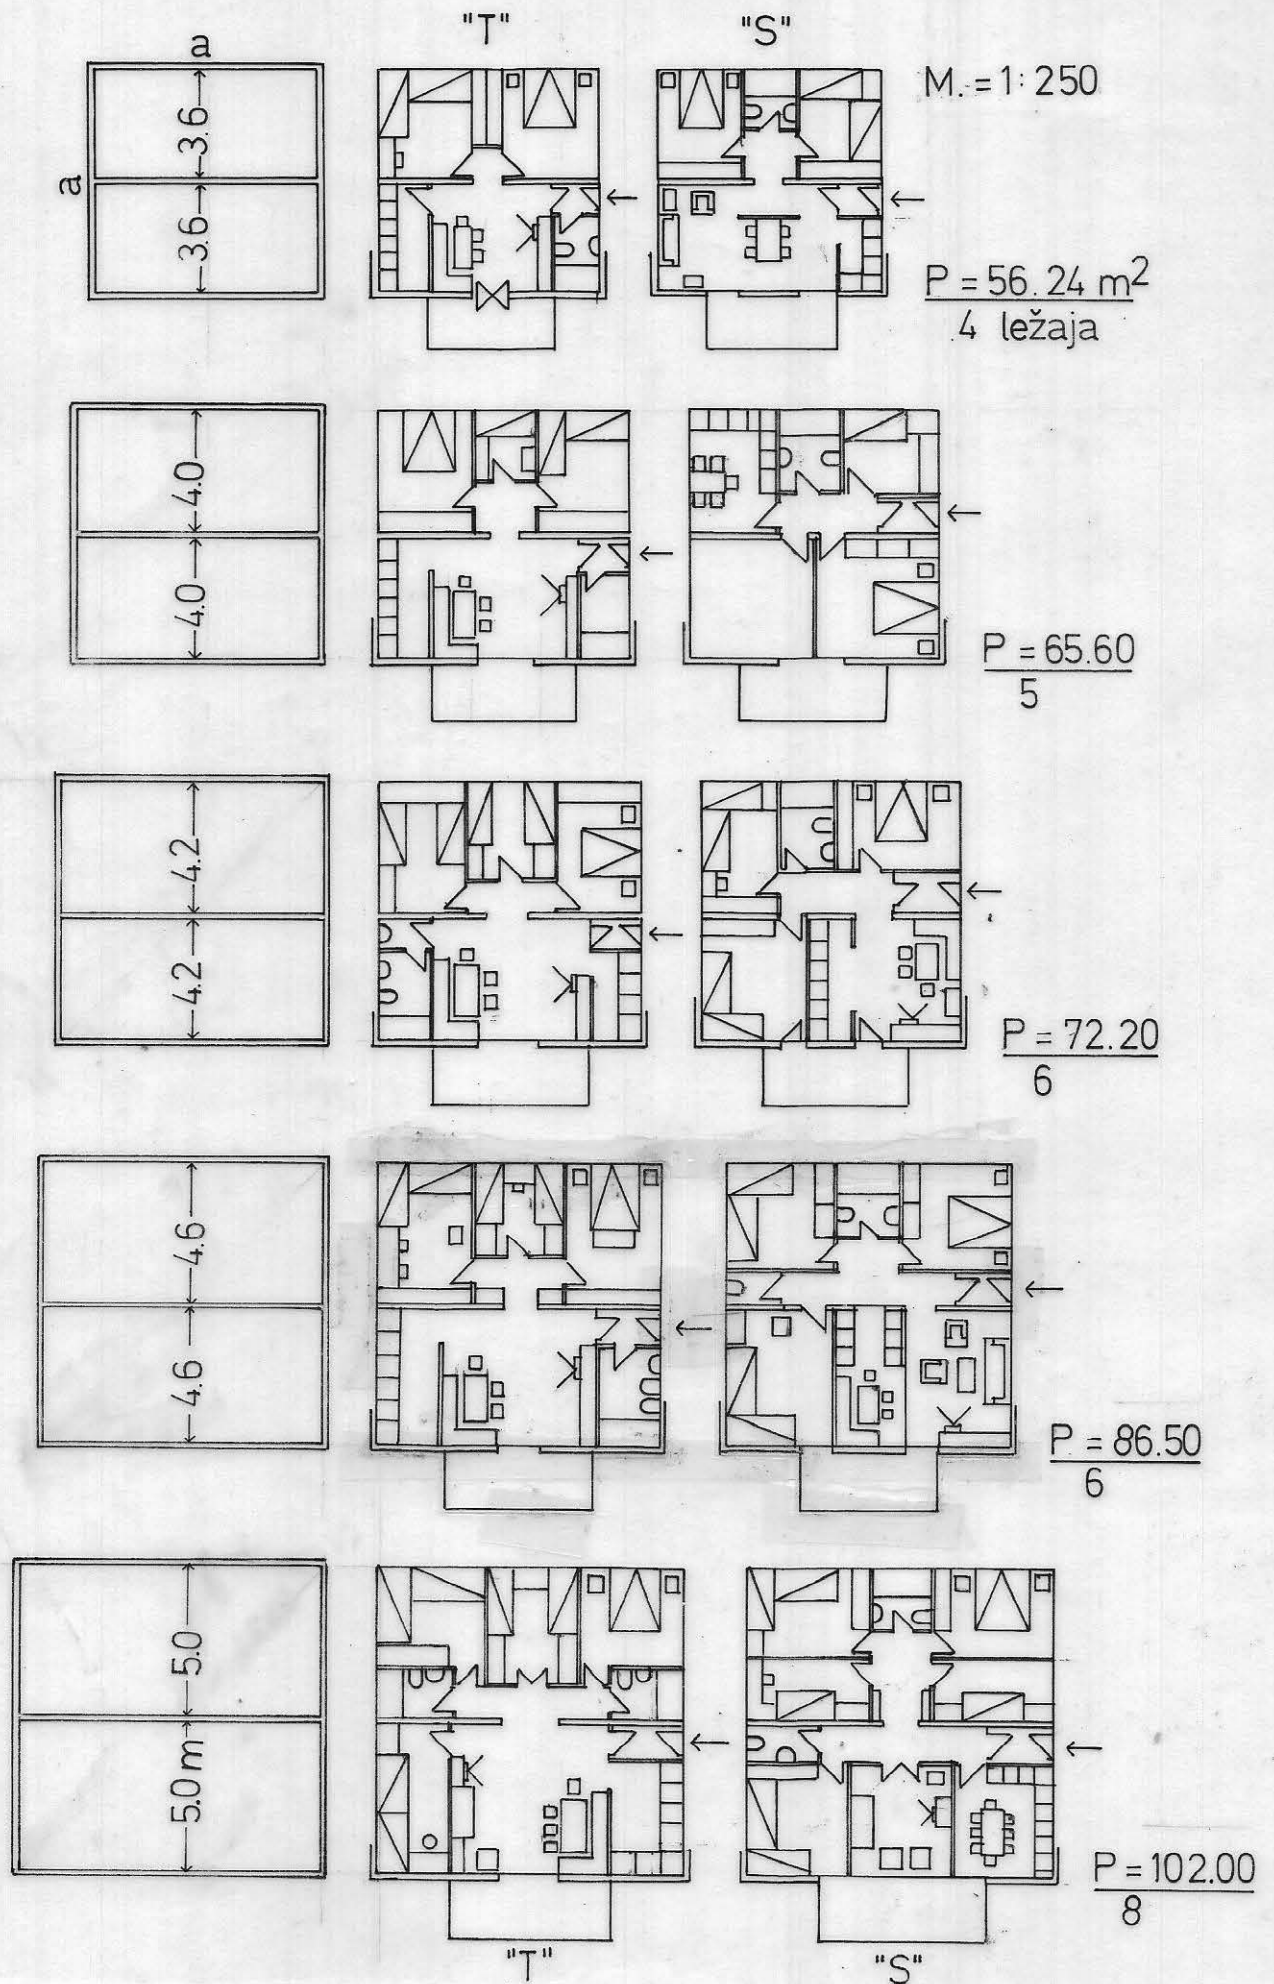 "T"
"S"
M. = 1:250
a
a
3.6
3.6
P = 56.24 m²
4 ležaja
4.0
4.0
P = 65.60
5
4.2
4.2
P = 72.20
6
4.6
4.6
P = 86.50
6
5.0
5.0 m
P = 102.00
8
"T"
"S"